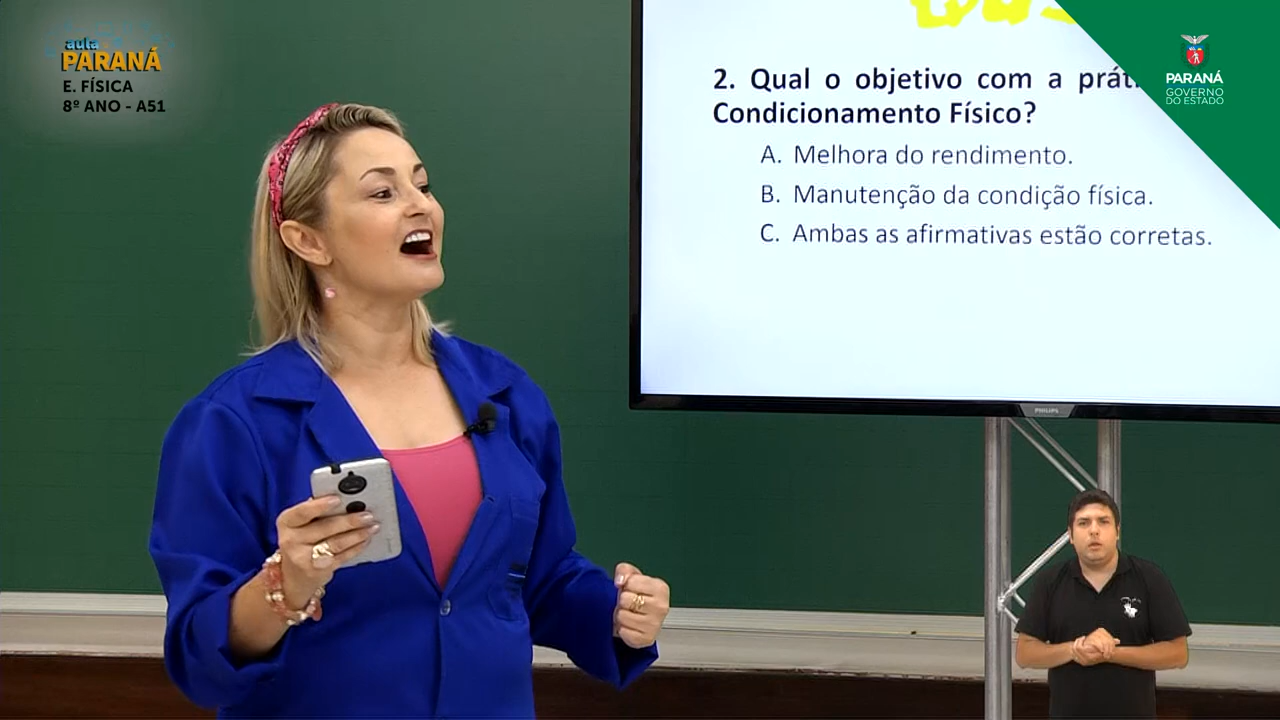 aula
PARANÁ
E. FÍSICA
8º ANO - A51
2. Qual o objetivo com a
Condicionamento Físico?
A. Melhora do rendimento.
B. Manutenção da condição física.
C. Ambas as afirmativas estão corretas.
PARANÁ
GOVERNO
DO ESTADO
PHILIPS